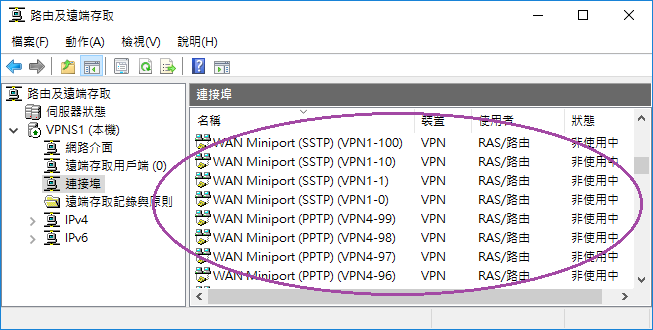 路由及遠端存取
檔案(F) 動作(A) 檢視(V) 說明(H)
路由及遠端存取
伺服器狀態
VPNS1 (本機)
網路介面
遠端存取用戶端 (0)
連接埠
遠端存取記錄與原則
IPv4
IPv6
連接埠
名稱 裝置 使用者 狀態
WAN Miniport (SSTP) (VPN1-100) VPN RAS/路由 非使用中
WAN Miniport (SSTP) (VPN1-10) VPN RAS/路由 非使用中
WAN Miniport (SSTP) (VPN1-1) VPN RAS/路由 非使用中
WAN Miniport (SSTP) (VPN1-0) VPN RAS/路由 非使用中
WAN Miniport (PPTP) (VPN4-99) VPN RAS/路由 非使用中
WAN Miniport (PPTP) (VPN4-98) VPN RAS/路由 非使用中
WAN Miniport (PPTP) (VPN4-97) VPN RAS/路由 非使用中
WAN Miniport (PPTP) (VPN4-96) VPN RAS/路由 非使用中